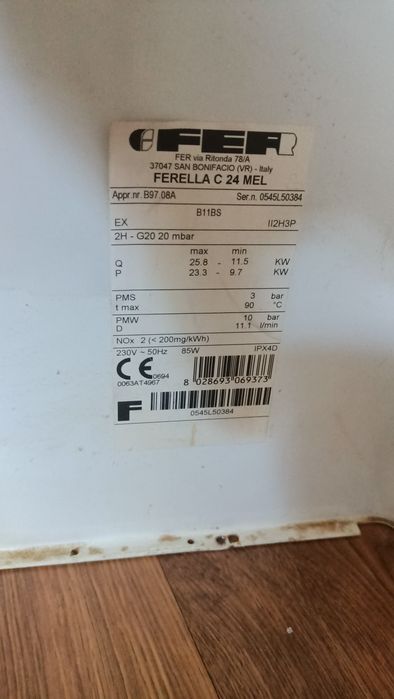 FER
FER via Ritonda 78/A
37047 SAN BONIFACIO (VR) - Italy
FERELLA C 24 MEL
Appr.nr. B97.08A Ser.n. 0545L50384
B11BS
EX II2H3P
2H - G20 20 mbar
max min
Q 25.8 - 11.5 KW
P 23.3 - 9.7 KW
PMS 3 bar
t max 90 °C
PMW 10 bar
D 11.1 l/min
NOx 2 (< 200mg/kWh)
230V ~ 50Hz 85W IPX4D
CE 0694
0063AT4967 8 028693 069373
F 0545L50384